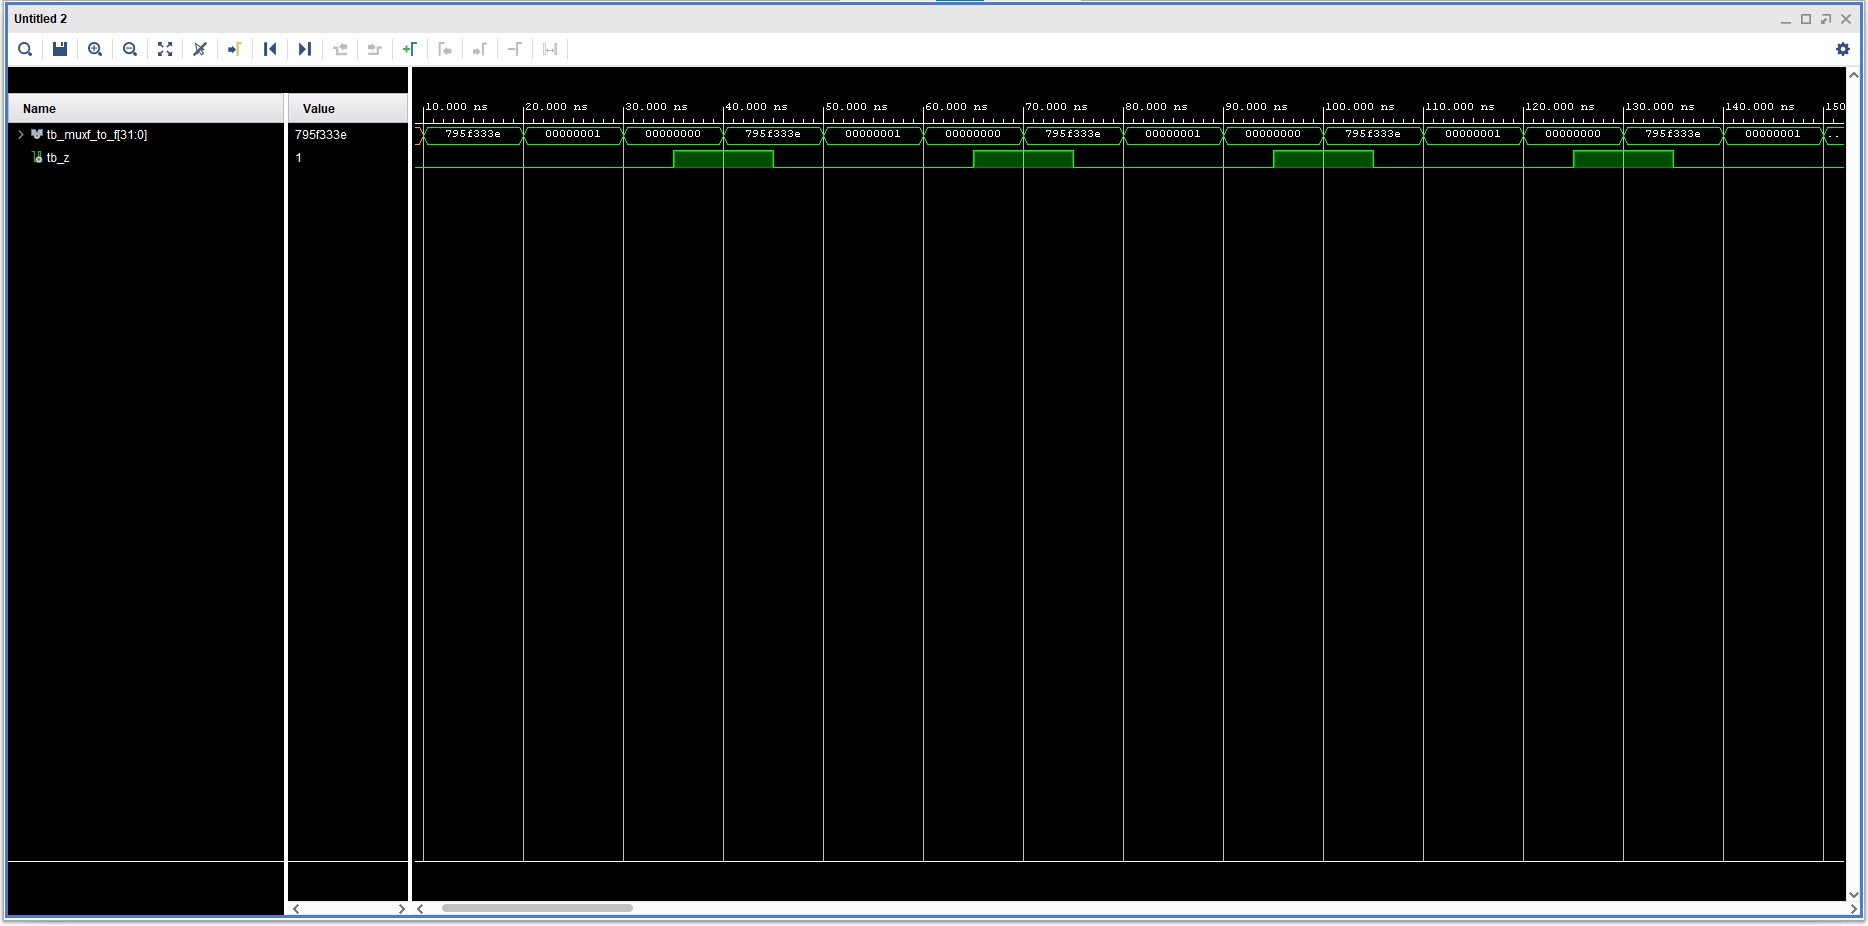 Untitled 2
Name
Value
10.000 ns 20.000 ns 30.000 ns 40.000 ns 50.000 ns 60.000 ns 70.000 ns 80.000 ns 90.000 ns 100.000 ns 110.000 ns 120.000 ns 130.000 ns 140.000 ns 150
tb_muxf_to_f[31:0] 795f333e 795f333e 00000001 00000000 795f333e 00000001 00000000 795f333e 00000001 00000000 795f333e 00000001 00000000 795f333e 00000001 ..
tb_z 1